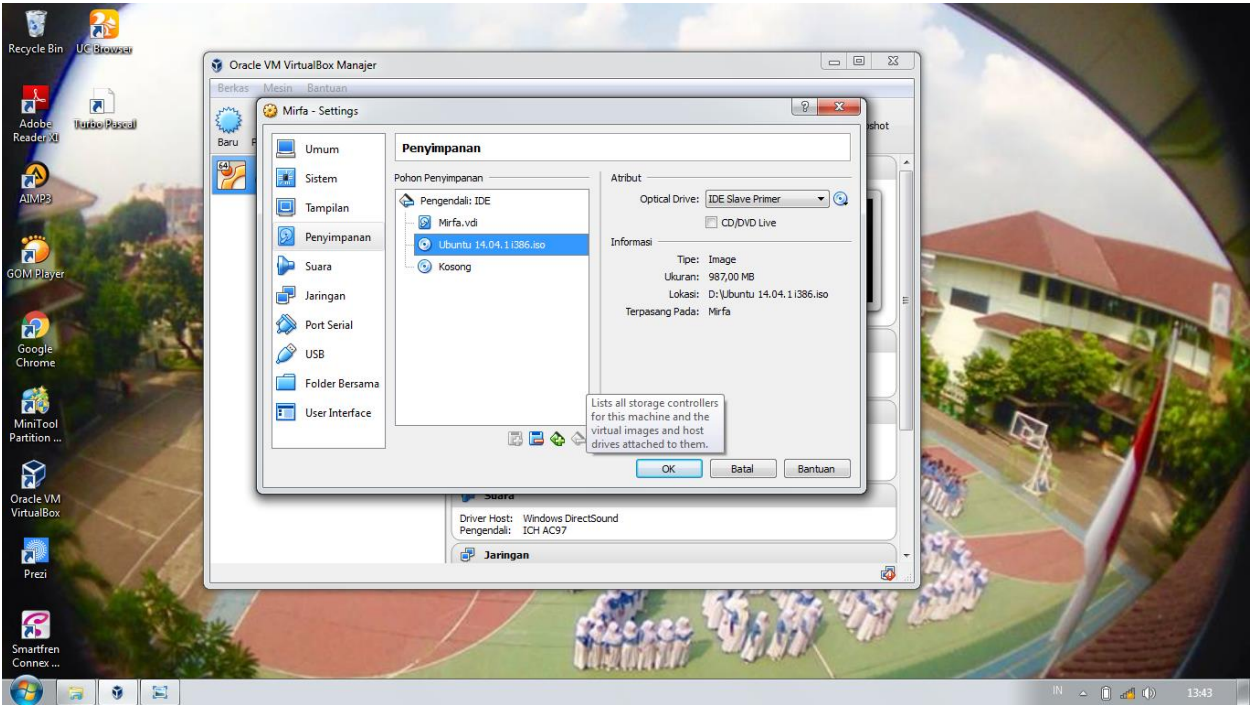 Recycle Bin
UC Browser
Adobe
Reader XI
Turbo Pascal
AIMP3
GOM Player
Google
Chrome
MiniTool
Partition ...
Oracle VM
VirtualBox
Prezi
Smartfren
Connex ...
Oracle VM VirtualBox Manajer
Berkas Mesin Bantuan
Baru
shot
64
Mirfa - Settings
Umum
Sistem
Tampilan
Penyimpanan
Suara
Jaringan
Port Serial
USB
Folder Bersama
User Interface
Penyimpanan
Pohon Penyimpanan
Pengendali: IDE
Mirfa.vdi
Ubuntu 14.04.1 i386.iso
Kosong
Atribut
Optical Drive: IDE Slave Primer
CD/DVD Live
Informasi
Tipe: Image
Ukuran: 987,00 MB
Lokasi: D:\Ubuntu 14.04.1 i386.iso
Terpasang Pada: Mirfa
Lists all storage controllers
for this machine and the
virtual images and host
drives attached to them.
OK Batal Bantuan
Suara
Driver Host: Windows DirectSound
Pengendali: ICH AC97
Jaringan
IN
13:43